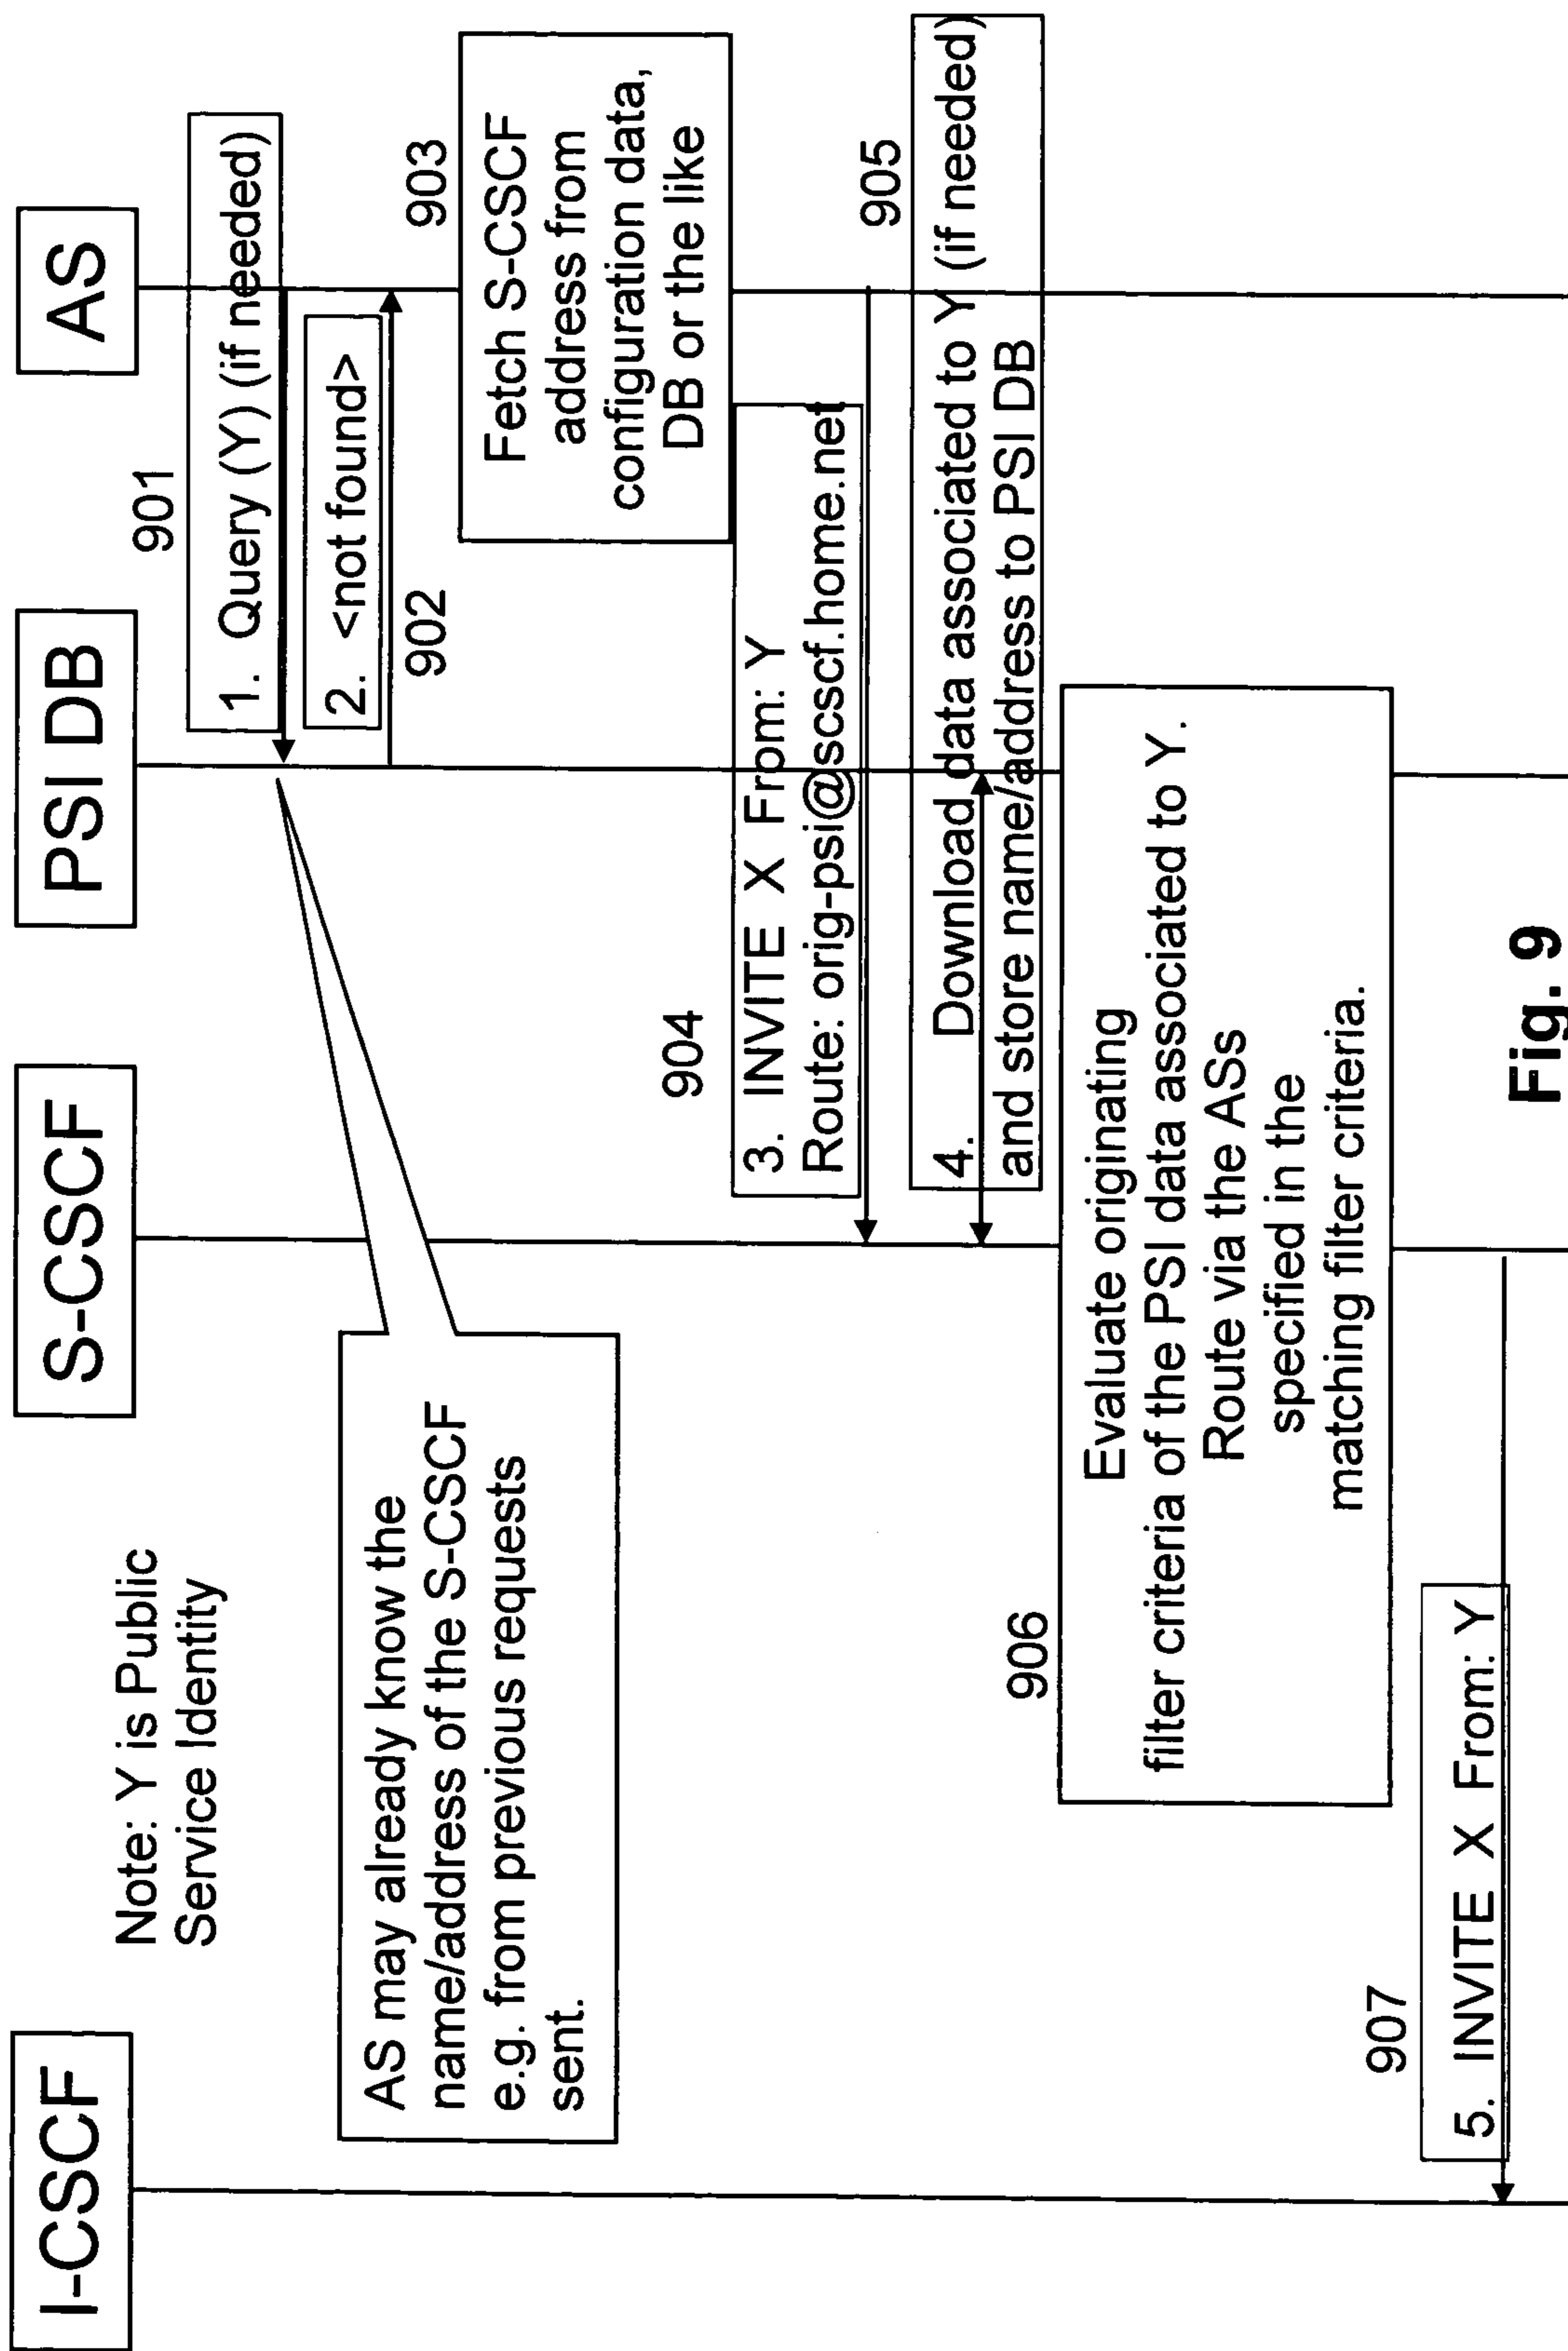 I-CSCF
S-CSCF
PSI DB
AS
Note: Y is Public
Service Identity
901
1. Query (Y) (if needed)
2. <not found>
902
AS may already know the
name/address of the S-CSCF
e.g. from previous requests
sent.
903
Fetch S-CSCF
address from
configuration data,
DB or the like
904
3. INVITE X From: Y
Route: orig-psi@scscf.home.net
905
4. Download data associated to Y (if needed)
and store name/address to PSI DB
906
Evaluate originating
filter criteria of the PSI data associated to Y.
Route via the ASs
specified in the
matching filter criteria.
907
5. INVITE X From: Y
Fig. 9